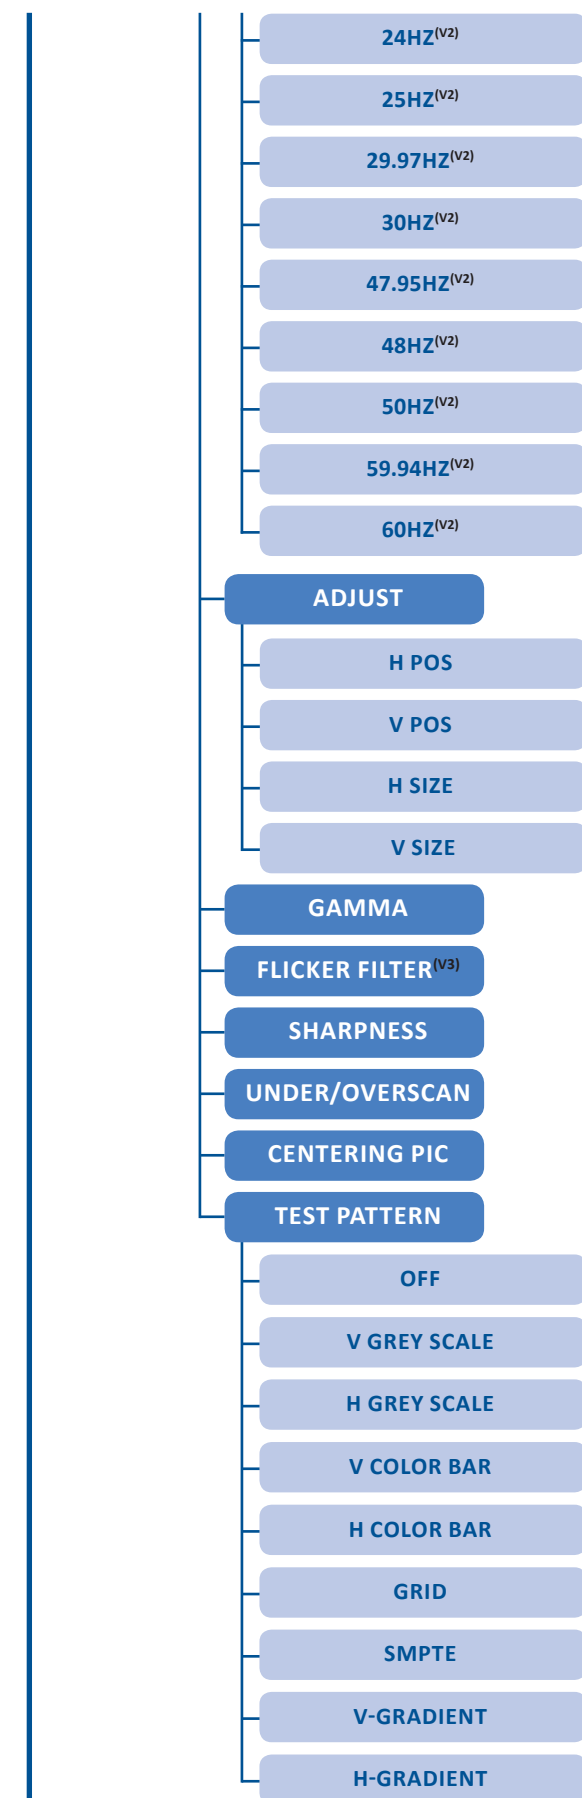 24HZ(V2)
25HZ(V2)
29.97HZ(V2)
30HZ(V2)
47.95HZ(V2)
48HZ(V2)
50HZ(V2)
59.94HZ(V2)
60HZ(V2)
ADJUST
H POS
V POS
H SIZE
V SIZE
GAMMA
FLICKER FILTER(V3)
SHARPNESS
UNDER/OVERSCAN
CENTERING PIC
TEST PATTERN
OFF
V GREY SCALE
H GREY SCALE
V COLOR BAR
H COLOR BAR
GRID
SMPTE
V-GRADIENT
H-GRADIENT